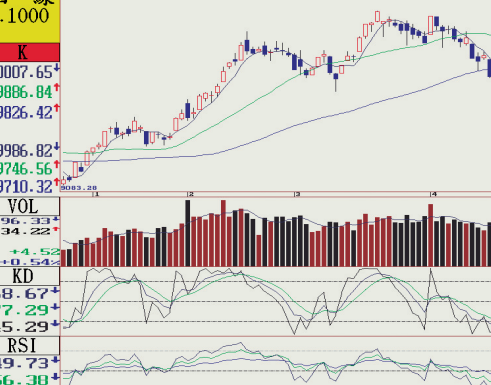 線
.1000
K
0007.65↓
9886.84↑
9826.42↑
9986.82↓
9746.56↑
9710.32↑
9083.28
1 2 3 4
VOL
96.33↓
34.22↑
+4.52
+0.54%
KD
8.67↓
7.29↓
5.29↓
RSI
9.73↓
6.38↓